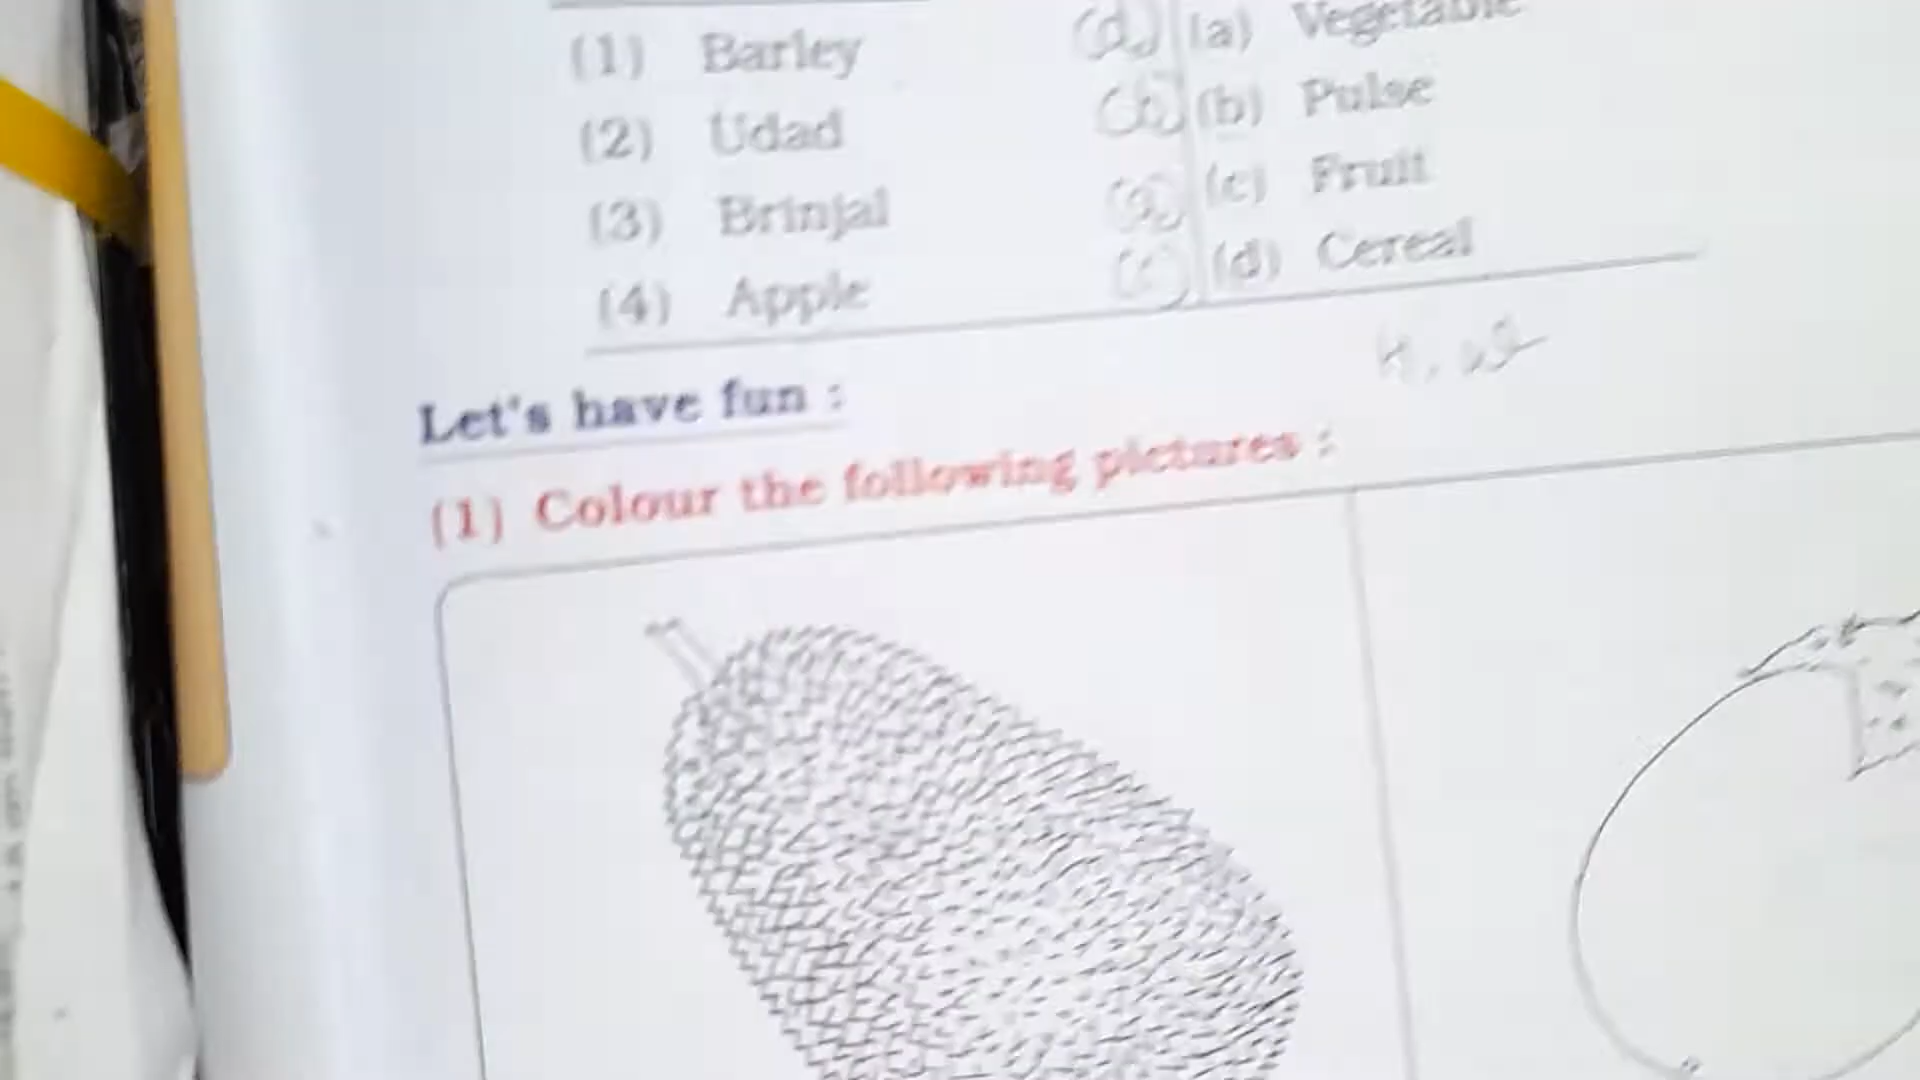 (1) Barley (d) (a) Vegetable
(2) Udad (b) (b) Pulse
(3) Brinjal (a) (c) Fruit
(4) Apple (c) (d) Cereal
Let's have fun :
(1) Colour the following pictures :